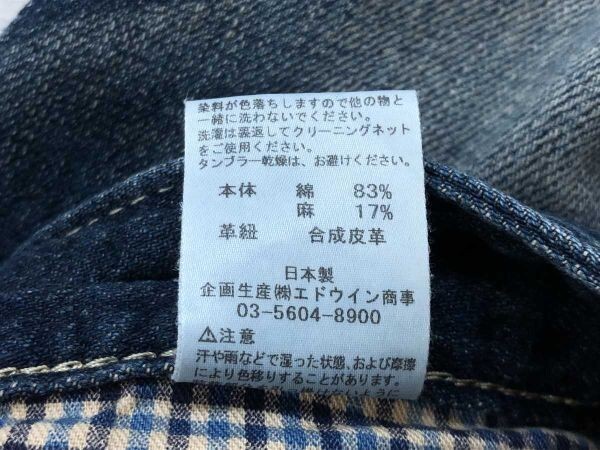 染料が色落ちしますので他の物と
一緒に洗わないでください。
洗濯は裏返してクリーニングネット
をご使用ください。
タンブラー乾燥は、お避けください。
本体 綿 83%
麻 17%
革紐 合成皮革
日本製
企画生産㈱エドウイン商事
03-5604-8900
⚠注意
汗や雨などで湿った状態、および摩擦
により色移りすることがあります。
ないように